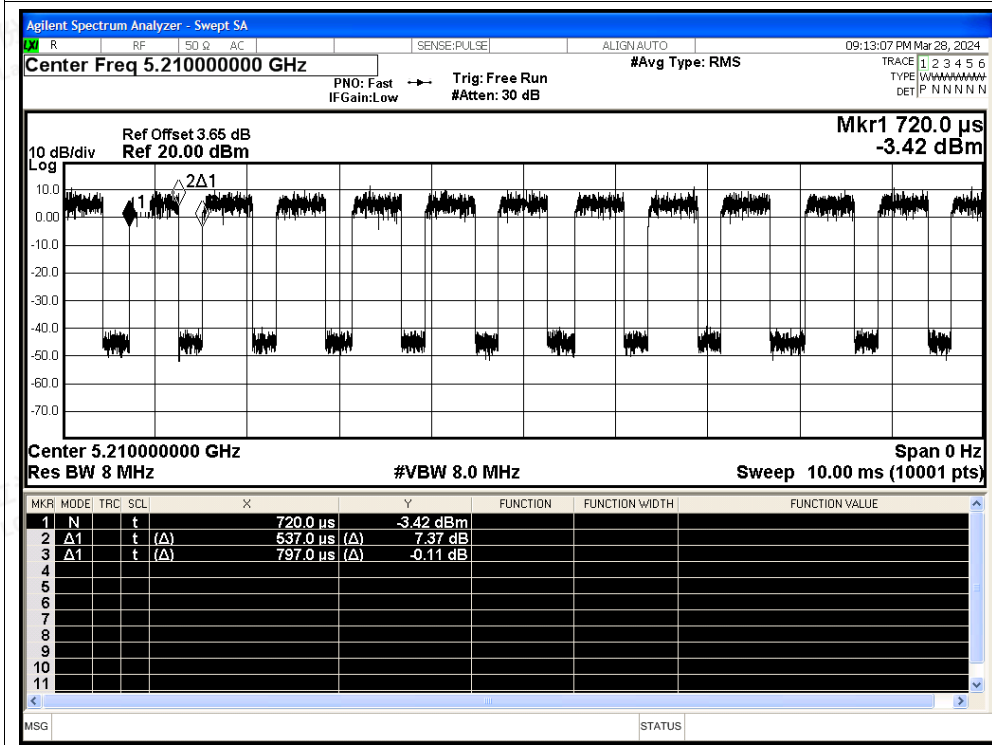 Agilent Spectrum Analyzer - Swept SA
LXI R RF 50 Ω AC SENSE:PULSE ALIGN AUTO 09:13:07 PM Mar 28, 2024
Center Freq 5.210000000 GHz #Avg Type: RMS TRACE 1 2 3 4 5 6
PNO: Fast Trig: Free Run TYPE W
IFGain:Low #Atten: 30 dB DET P N N N N N
Mkr1 720.0 µs
Ref Offset 3.65 dB
10 dB/div Ref 20.00 dBm -3.42 dBm
Log
2Δ1
10.0
1
0.00
-10.0
-20.0
-30.0
-40.0
-50.0
-60.0
-70.0
Center 5.210000000 GHz Span 0 Hz
Res BW 8 MHz #VBW 8.0 MHz Sweep 10.00 ms (10001 pts)
MKR MODE TRC SCL X Y FUNCTION FUNCTION WIDTH FUNCTION VALUE
1 N t 720.0 µs -3.42 dBm
2 Δ1 t (Δ) 537.0 µs (Δ) 7.37 dB
3 Δ1 t (Δ) 797.0 µs (Δ) -0.11 dB
4
5
6
7
8
9
10
11
MSG STATUS